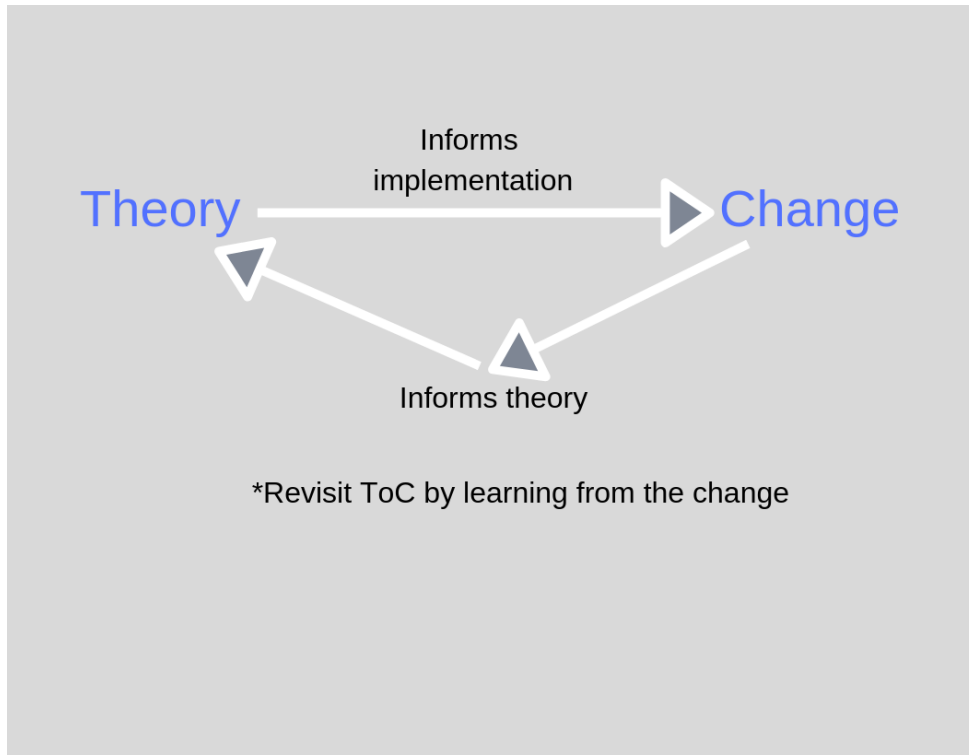 Informs
implementation
Theory
Change
Informs theory
*Revisit ToC by learning from the change